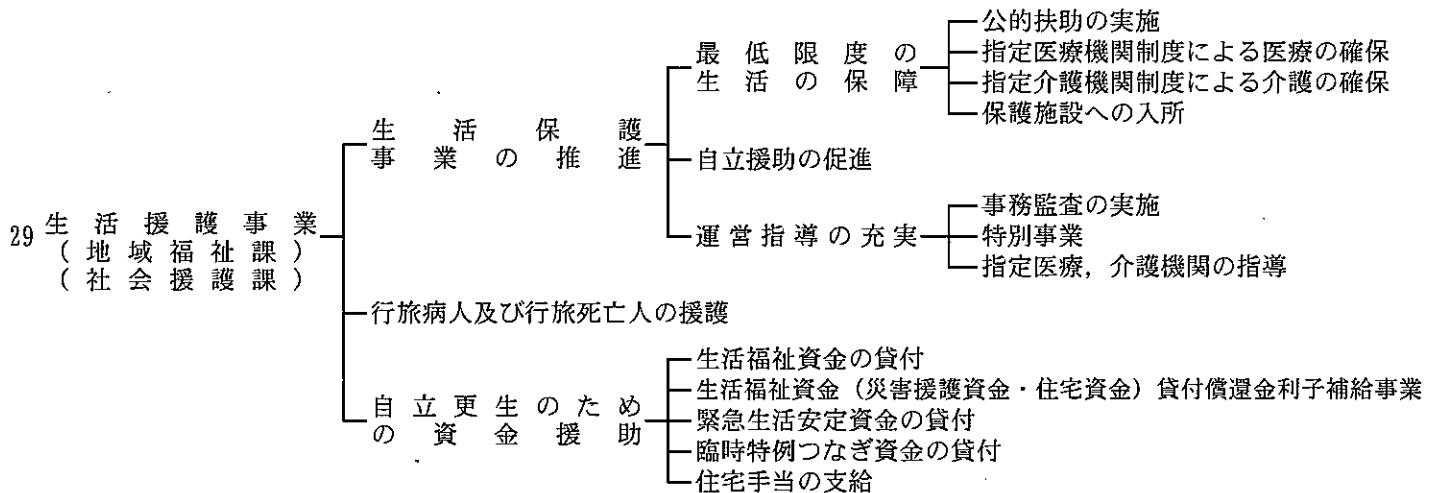 29 生活援護事業
(地域福祉課)
(社会援護課)
生活保護
事業の推進
最低限度の
生活の保障
公的扶助の実施
指定医療機関制度による医療の確保
指定介護機関制度による介護の確保
保護施設への入所
自立援助の促進
運営指導の充実
事務監査の実施
特別事業
指定医療,介護機関の指導
行旅病人及び行旅死亡人の援護
自立更生のため
の資金援助
生活福祉資金の貸付
生活福祉資金(災害援護資金・住宅資金)貸付償還金利子補給事業
緊急生活安定資金の貸付
臨時特例つなぎ資金の貸付
住宅手当の支給